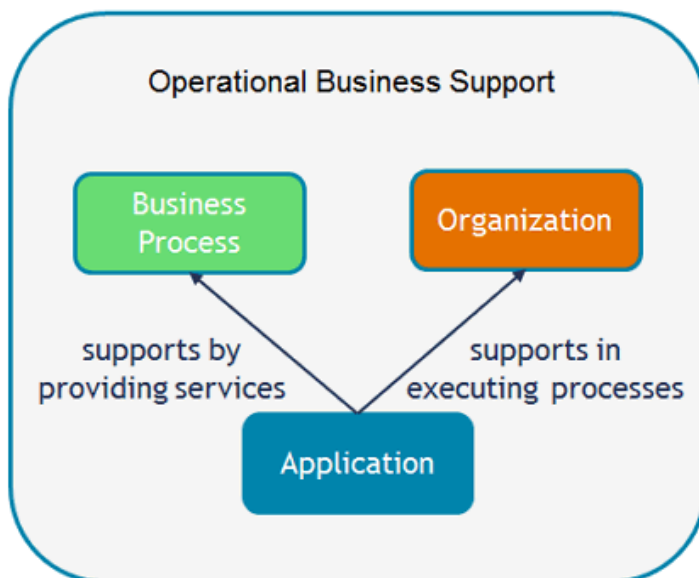 Operational Business Support
Business
Process
Organization
supports by
providing services
supports in
executing processes
Application